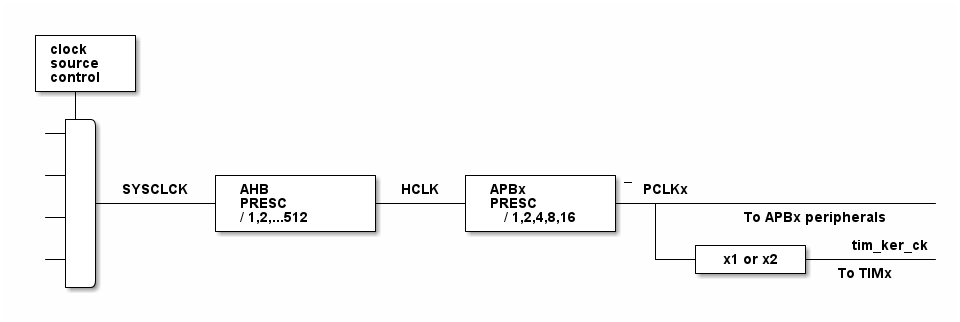 clock
source
control
SYSCLCK
AHB
PRESC
/ 1,2,...512
HCLK
APBx
PRESC
/ 1,2,4,8,16
_ PCLKx
To APBx peripherals
x1 or x2
tim_ker_ck
To TIMx